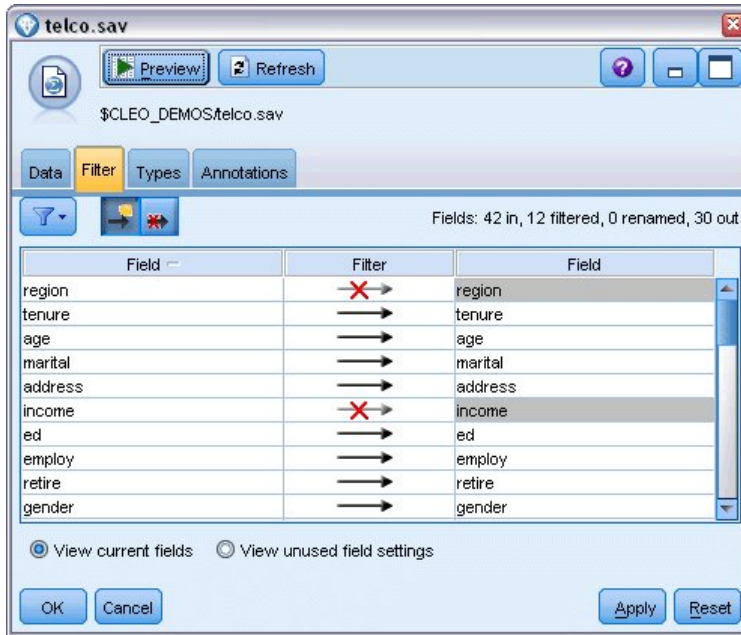 telco.sav
Preview Refresh
$CLEO_DEMOS/telco.sav
Data Filter Types Annotations
Fields: 42 in, 12 filtered, 0 renamed, 30 out
Field Filter Field
region region
tenure tenure
age age
marital marital
address address
income income
ed ed
employ employ
retire retire
gender gender
View current fields View unused field settings
OK Cancel Apply Reset